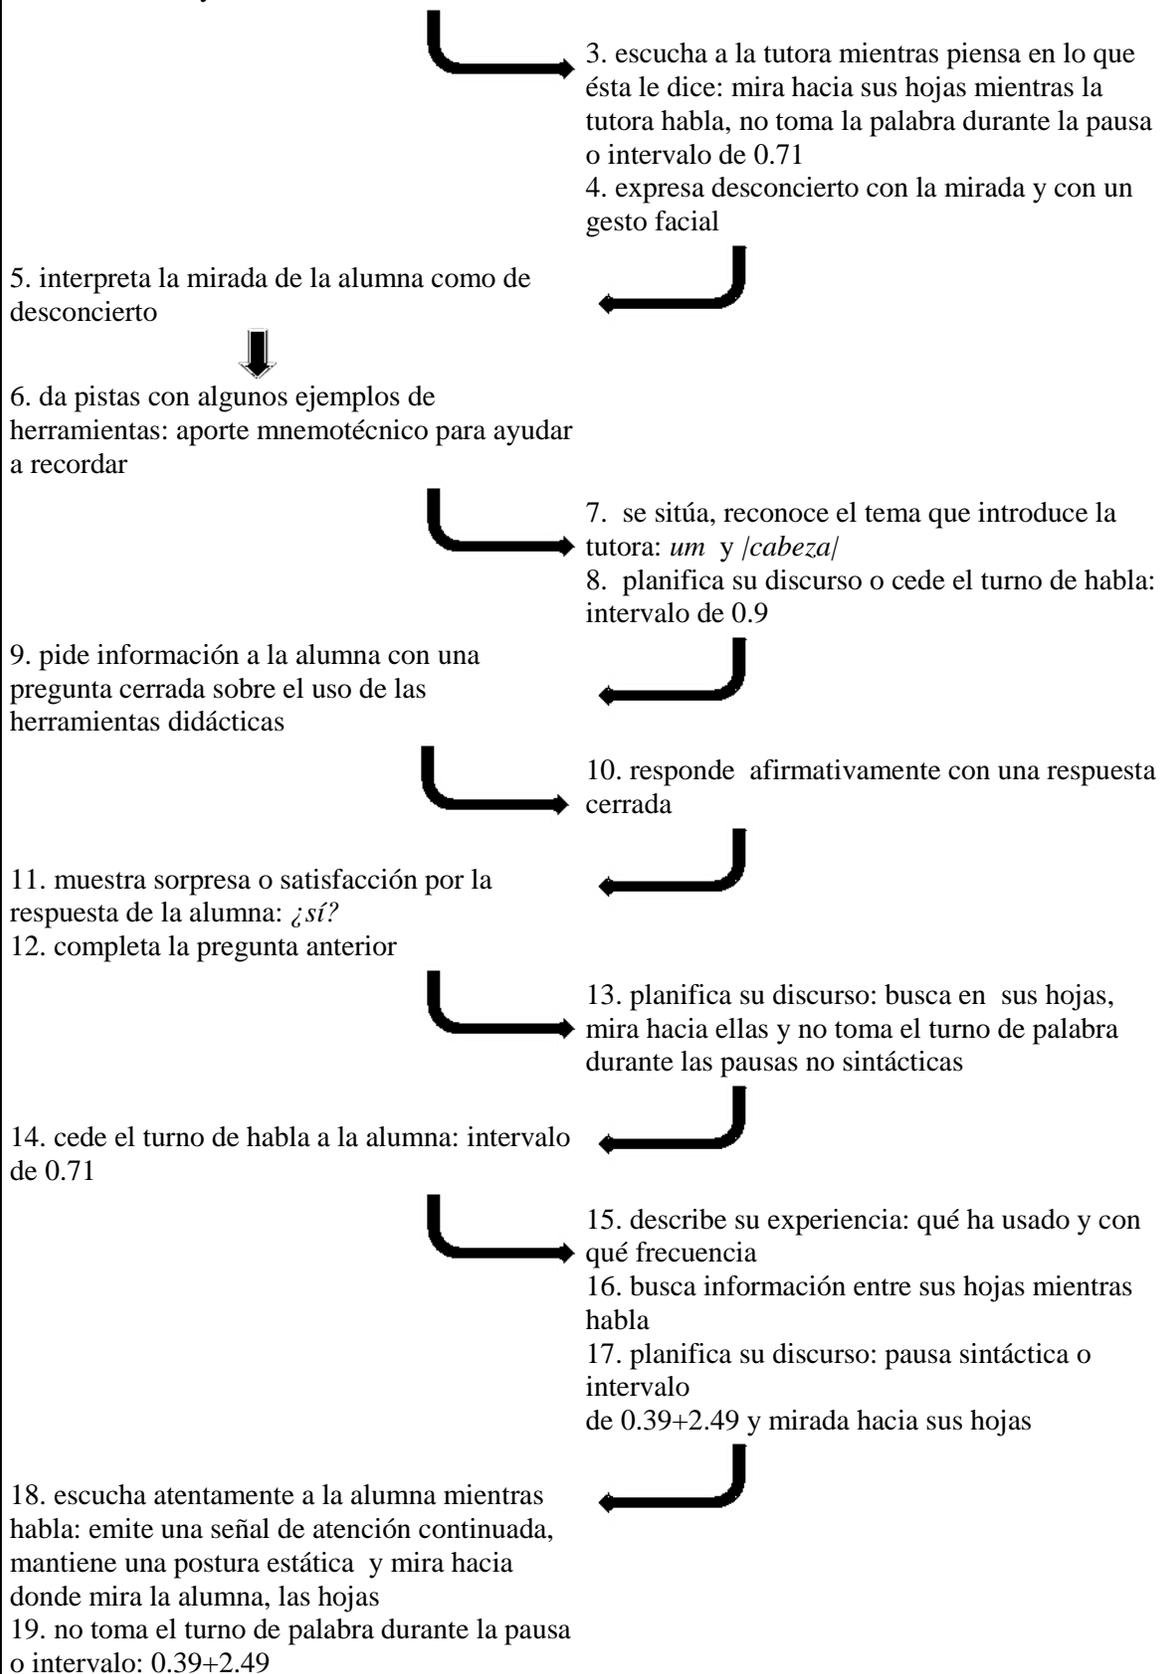 3. escucha a la tutora mientras piensa en lo que
ésta le dice: mira hacia sus hojas mientras la
tutora habla, no toma la palabra durante la pausa
o intervalo de 0.71
4. expresa desconcierto con la mirada y con un
gesto facial
5. interpreta la mirada de la alumna como de
desconcierto
6. da pistas con algunos ejemplos de
herramientas: aporte mnemotécnico para ayudar
a recordar
7. se sitúa, reconoce el tema que introduce la
tutora: um y |cabeza|
8. planifica su discurso o cede el turno de habla:
intervalo de 0.9
9. pide información a la alumna con una
pregunta cerrada sobre el uso de las
herramientas didácticas
10. responde afirmativamente con una respuesta
cerrada
11. muestra sorpresa o satisfacción por la
respuesta de la alumna: ¿sí?
12. completa la pregunta anterior
13. planifica su discurso: busca en sus hojas,
mira hacia ellas y no toma el turno de palabra
durante las pausas no sintácticas
14. cede el turno de habla a la alumna: intervalo
de 0.71
15. describe su experiencia: qué ha usado y con
qué frecuencia
16. busca información entre sus hojas mientras
habla
17. planifica su discurso: pausa sintáctica o
intervalo
de 0.39+2.49 y mirada hacia sus hojas
18. escucha atentamente a la alumna mientras
habla: emite una señal de atención continuada,
mantiene una postura estática y mira hacia
donde mira la alumna, las hojas
19. no toma el turno de palabra durante la pausa
o intervalo: 0.39+2.49